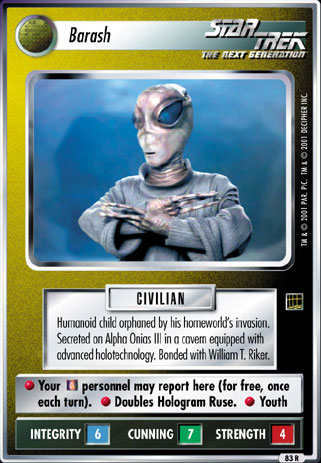 Barash
STAR TREK
THE NEXT GENERATION
TM & © 2001 PAR. PIC. TM & © 2001 DECIPHER INC.
CIVILIAN
Humanoid child orphaned by his homeworld's invasion.
Secreted on Alpha Onias III in a cavern equipped with
advanced holotechnology. Bonded with William T. Riker.
Your personnel may report here (for free, once
each turn). Doubles Hologram Ruse. Youth
INTEGRITY 6 CUNNING 7 STRENGTH 4
83 R